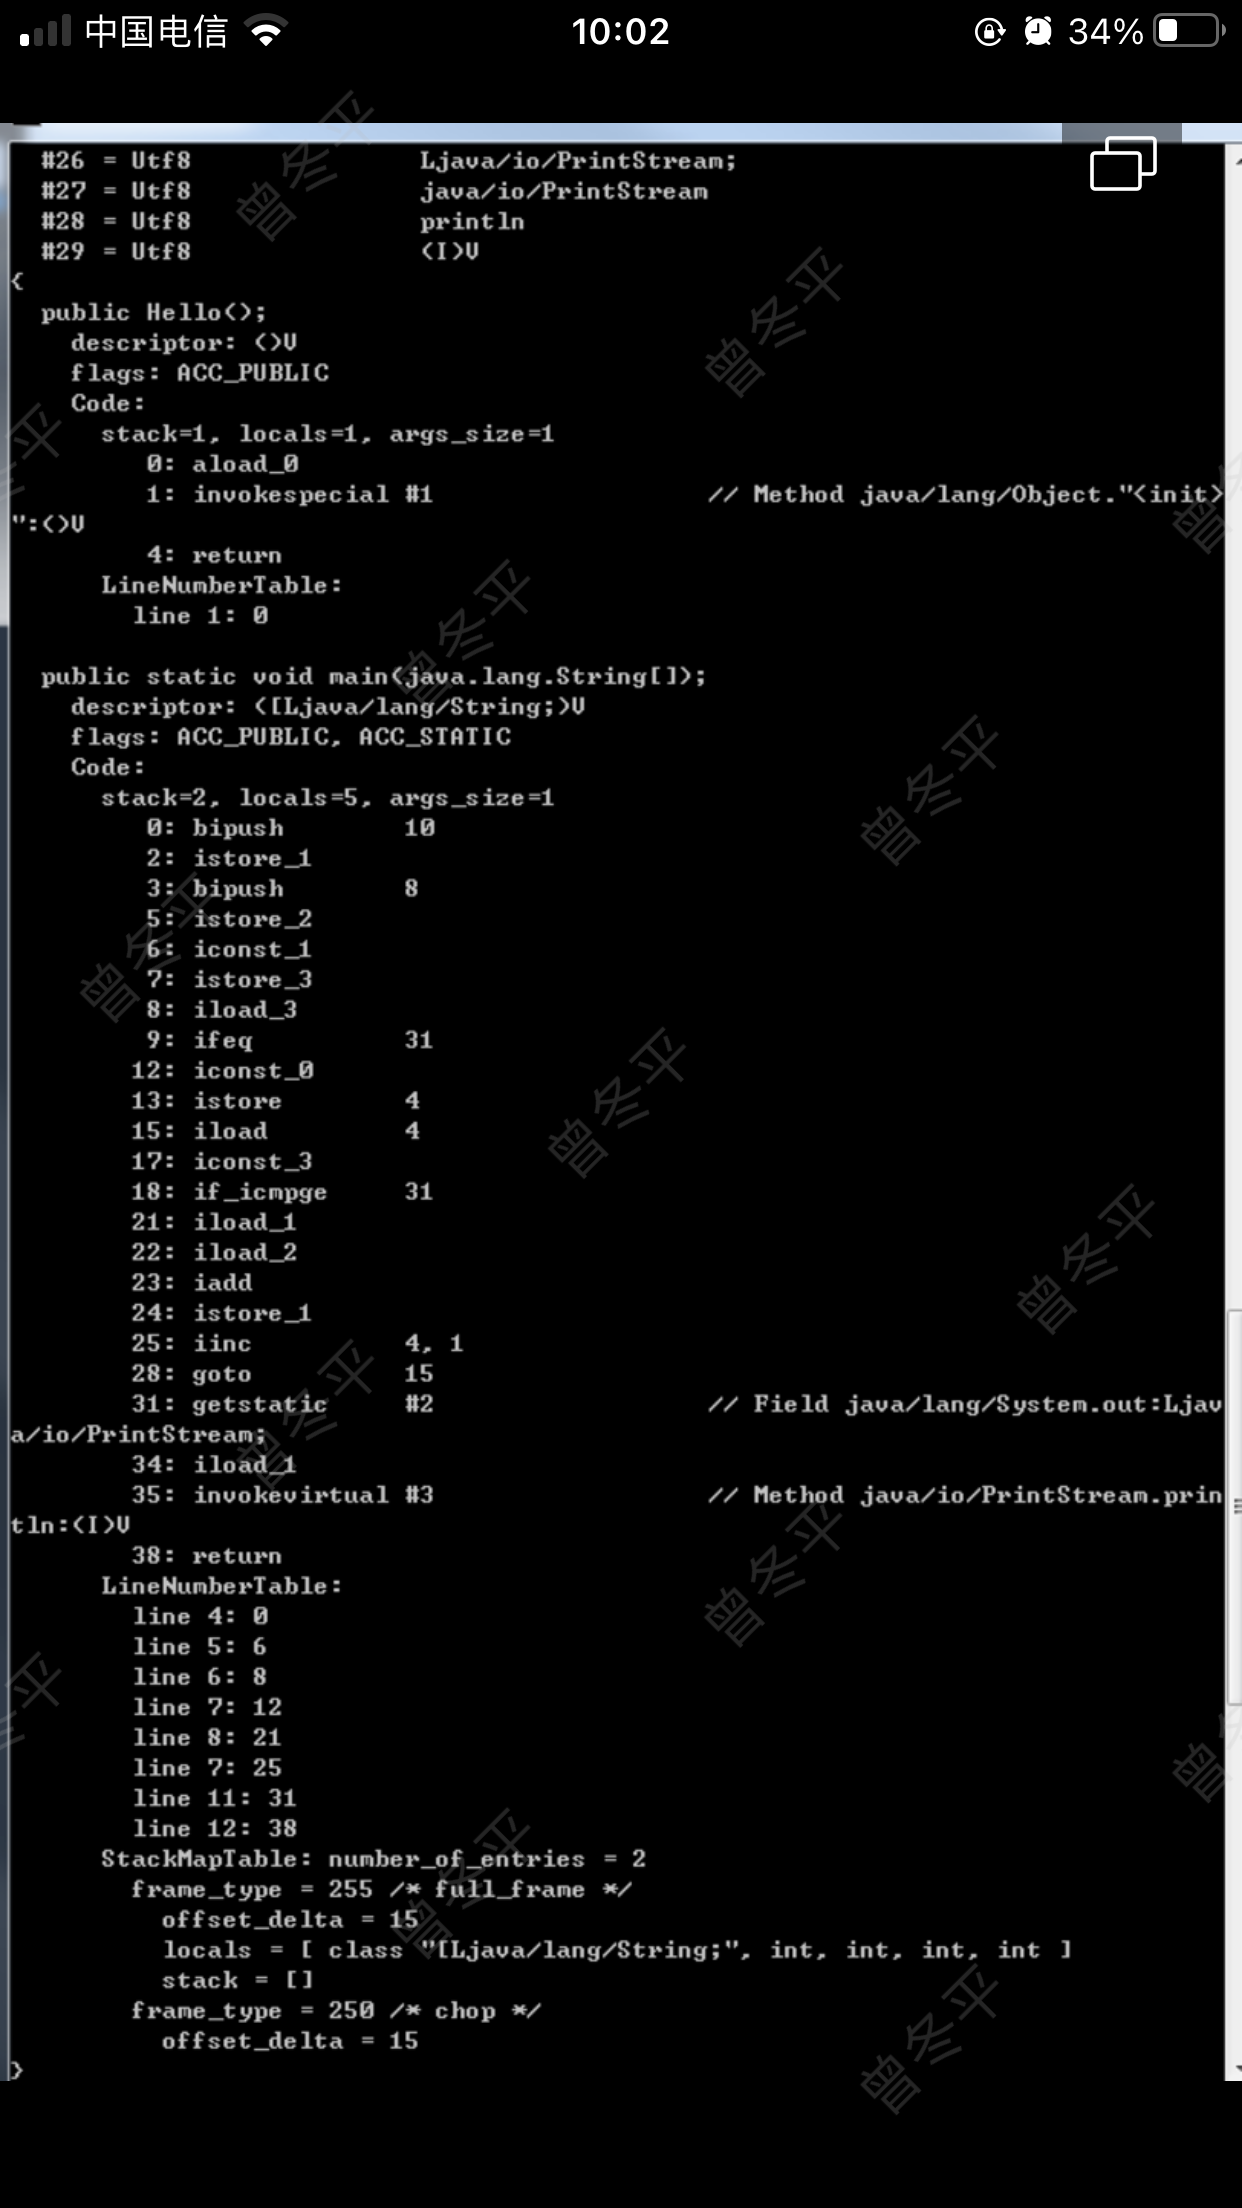 中国电信 10:02 34%
#26 = Utf8 Ljava/io/PrintStream;
#27 = Utf8 java/io/PrintStream
#28 = Utf8 println
#29 = Utf8 (I)V
{
public Hello();
descriptor: ()V
flags: ACC_PUBLIC
Code:
stack=1, locals=1, args_size=1
0: aload_0
1: invokespecial #1 // Method java/lang/Object."<init>
":()V
4: return
LineNumberTable:
line 1: 0
public static void main(java.lang.String[]);
descriptor: ([Ljava/lang/String;)V
flags: ACC_PUBLIC, ACC_STATIC
Code:
stack=2, locals=5, args_size=1
0: bipush 10
2: istore_1
3: bipush 8
5: istore_2
6: iconst_1
7: istore_3
8: iload_3
9: ifeq 31
12: iconst_0
13: istore 4
15: iload 4
17: iconst_3
18: if_icmpge 31
21: iload_1
22: iload_2
23: iadd
24: istore_1
25: iinc 4, 1
28: goto 15
31: getstatic #2 // Field java/lang/System.out:Ljav
a/io/PrintStream;
34: iload_1
35: invokevirtual #3 // Method java/io/PrintStream.prin
tln:(I)V
38: return
LineNumberTable:
line 4: 0
line 5: 6
line 6: 8
line 7: 12
line 8: 21
line 7: 25
line 11: 31
line 12: 38
StackMapTable: number_of_entries = 2
frame_type = 255 /* full_frame */
offset_delta = 15
locals = [ class "[Ljava/lang/String;", int, int, int, int ]
stack = []
frame_type = 250 /* chop */
offset_delta = 15
}
曾冬平